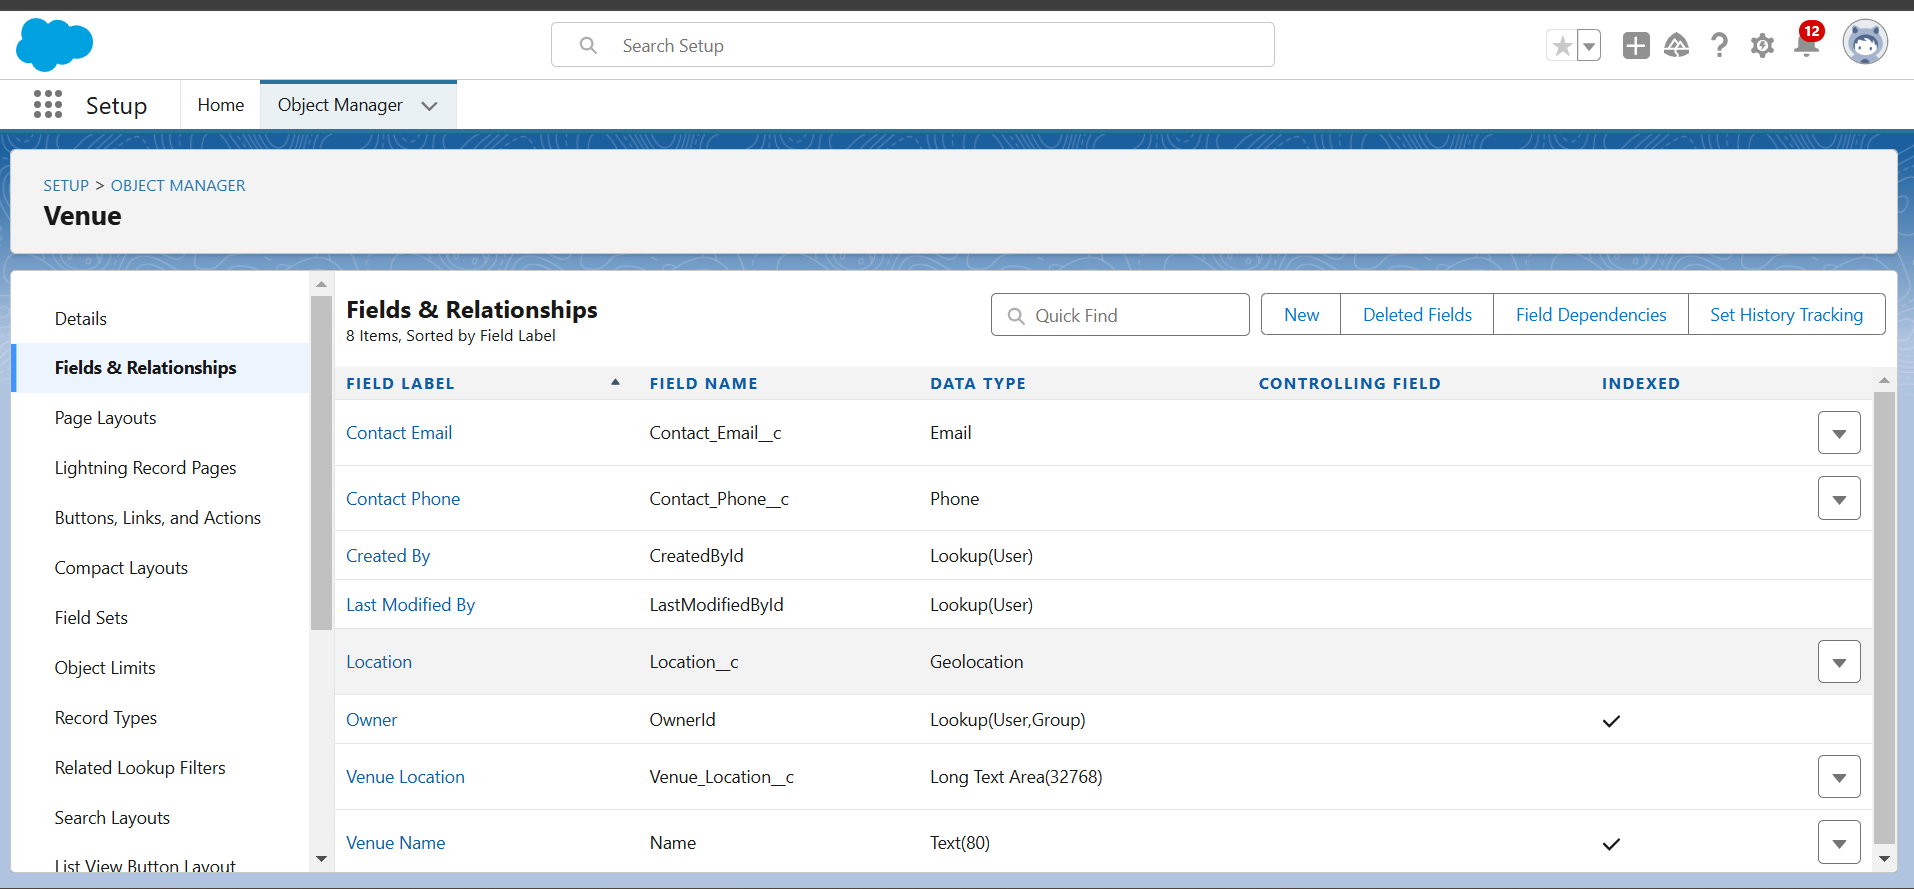 Search Setup
12
Setup
Home
Object Manager
SETUP > OBJECT MANAGER
Venue
Details
Fields & Relationships
Page Layouts
Lightning Record Pages
Buttons, Links, and Actions
Compact Layouts
Field Sets
Object Limits
Record Types
Related Lookup Filters
Search Layouts
List View Button Layout
Fields & Relationships
8 Items, Sorted by Field Label
Quick Find
New
Deleted Fields
Field Dependencies
Set History Tracking
FIELD LABEL FIELD NAME DATA TYPE CONTROLLING FIELD INDEXED
Contact Email Contact_Email__c Email
Contact Phone Contact_Phone__c Phone
Created By CreatedById Lookup(User)
Last Modified By LastModifiedById Lookup(User)
Location Location__c Geolocation
Owner OwnerId Lookup(User,Group)
Venue Location Venue_Location__c Long Text Area(32768)
Venue Name Name Text(80)